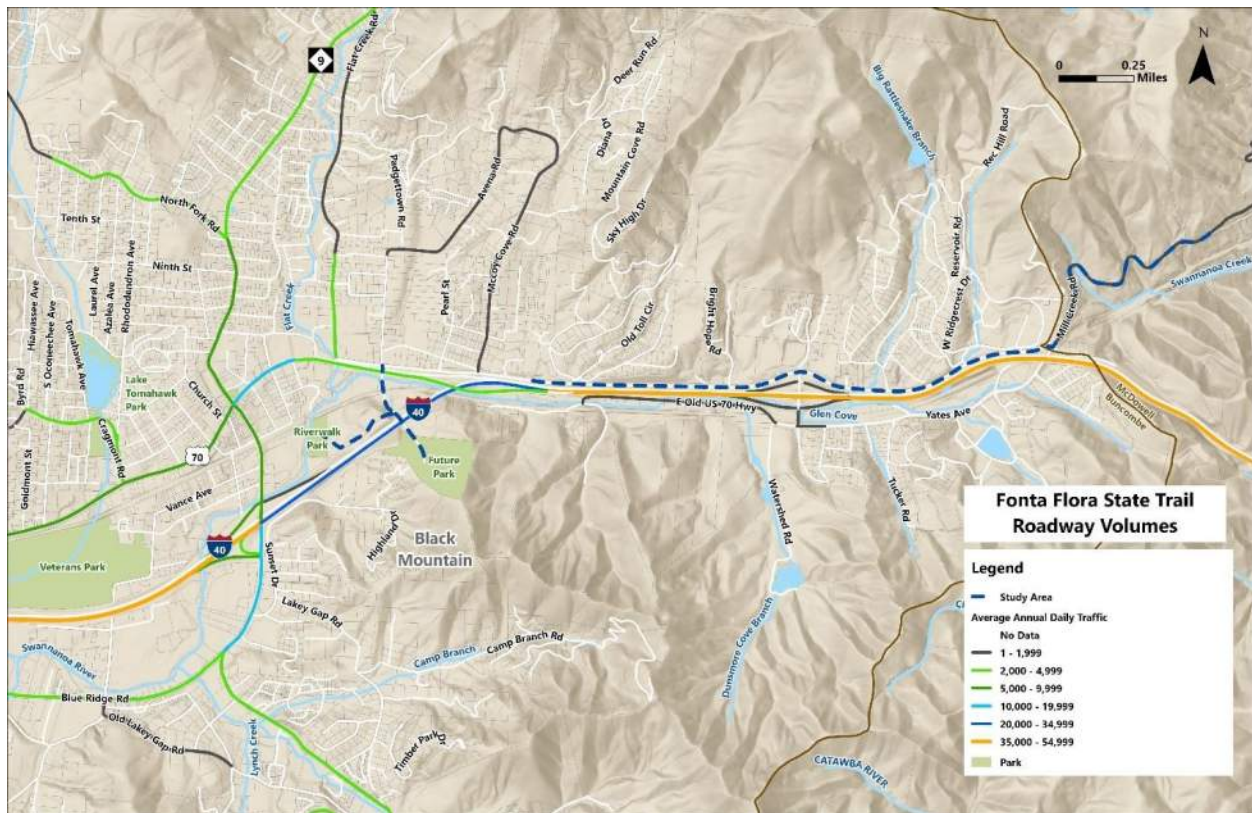 N
0 0.25
Miles
9
Flat Creek Rd
Deer Run Rd
Diana Dr
Mountain Cove Rd
Sky High Dr
Big Rattlesnake Branch
Rec Hill Road
Reservoir Rd
W Ridgecrest Dr
Mill Creek Rd
Swannanoa Creek
North Fork Rd
Tenth St
Ninth St
Padgettown Rd
Avena Rd
Mccoy Cove Rd
Pearl St
Old Toll Cir
Bright Hope Rd
Flat Creek
Hiawassee Ave
Laurel Ave
Azalea Ave
Rhododendron Ave
S Oconeechee Ave
Tomahawk Ave
Byrd Rd
Lake
Tomahawk
Park
Church St
Cragmont Rd
70
40
Riverwalk
Park
Future
Park
E Old US 70 Hwy
Glen Cove
Yates Ave
McDowell
Buncombe
Vance Ave
Watershed Rd
Tucker Rd
Highland Dr
Black
Mountain
40
Veterans Park
Sunset Dr
Lakey Gap Rd
Camp Branch
Camp Branch Rd
Dunsmore Cove Branch
Swannanoa
River
Blue Ridge Rd
Old Lakey Gap Rd
Lynch Creek
Timber Park Dr
CATAWBA RIVER
Fonta Flora State Trail
Roadway Volumes
Legend
Study Area
Average Annual Daily Traffic
No Data
1 - 1,999
2,000 - 4,999
5,000 - 9,999
10,000 - 19,999
20,000 - 34,999
35,000 - 54,999
Park